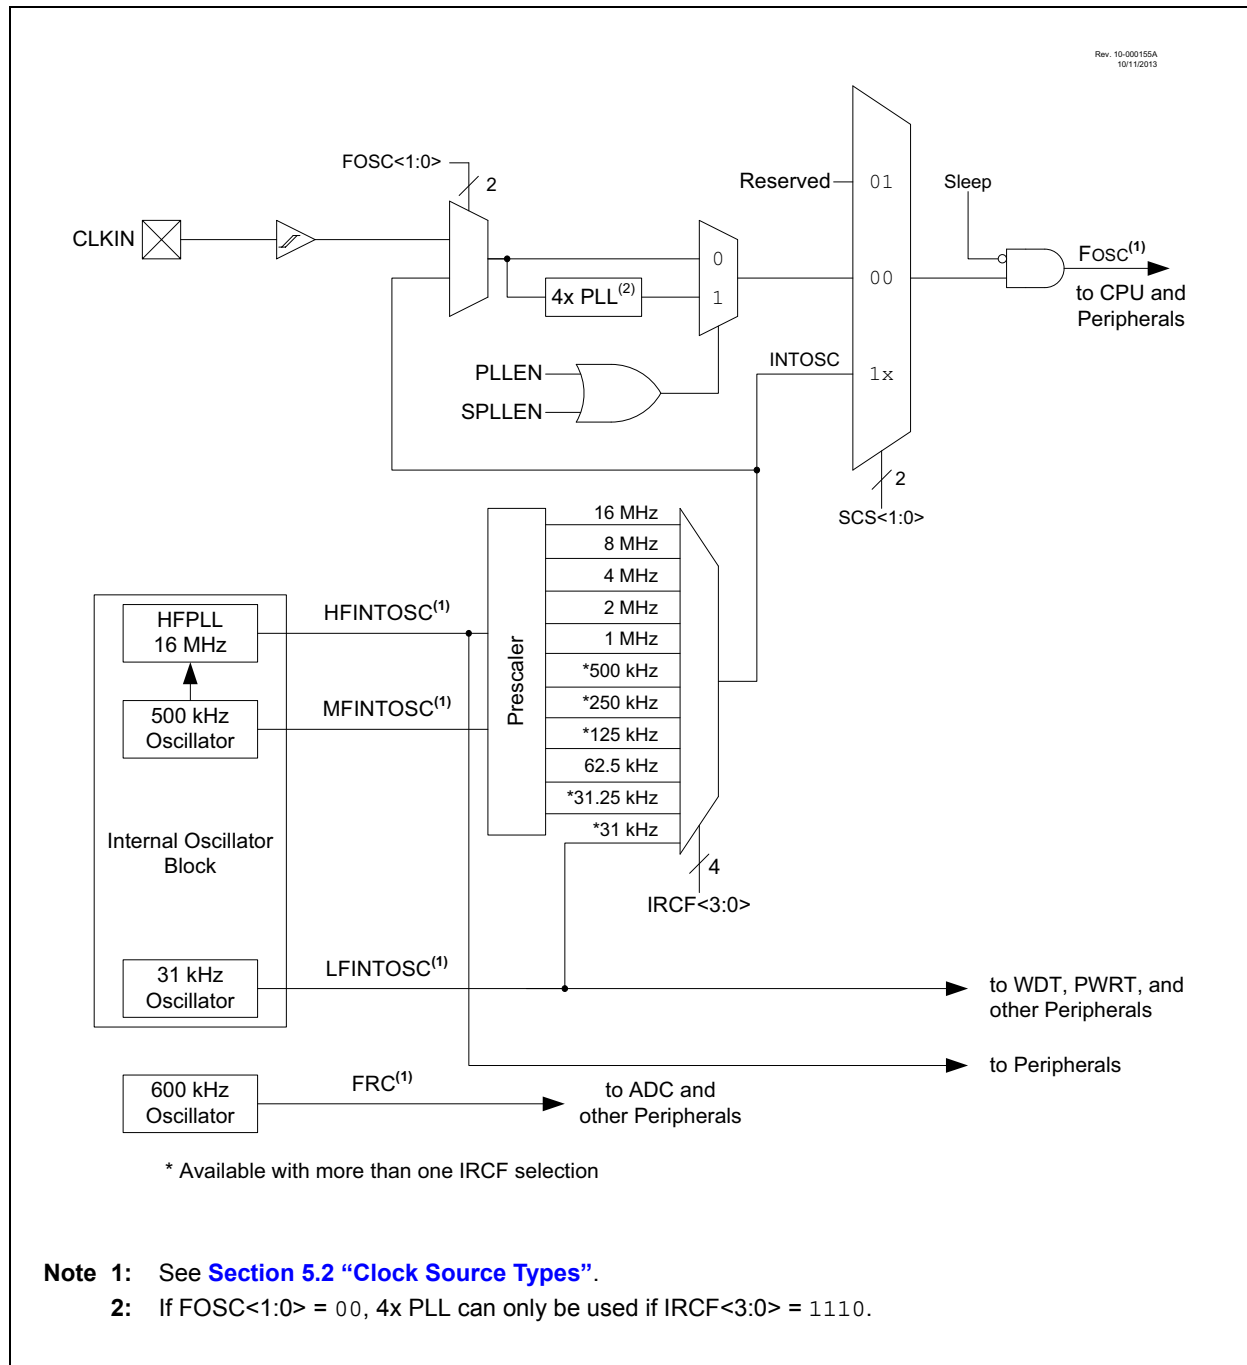 Rev. 10-000155A
10/11/2013
FOSC<1:0>
2
Reserved
01
Sleep
CLKIN
0
FOSC(1)
4x PLL(2)
1
00
to CPU and
Peripherals
PLLEN
SPLLEN
INTOSC
1x
2
SCS<1:0>
16 MHz
8 MHz
4 MHz
2 MHz
1 MHz
*500 kHz
*250 kHz
*125 kHz
62.5 kHz
*31.25 kHz
*31 kHz
Prescaler
4
IRCF<3:0>
HFPLL
16 MHz
HFINTOSC(1)
500 kHz
Oscillator
MFINTOSC(1)
Internal Oscillator
Block
31 kHz
Oscillator
LFINTOSC(1)
to WDT, PWRT, and
other Peripherals
to Peripherals
600 kHz
Oscillator
FRC(1)
to ADC and
other Peripherals
* Available with more than one IRCF selection
Note 1: See Section 5.2 “Clock Source Types”.
2: If FOSC<1:0> = 00, 4x PLL can only be used if IRCF<3:0> = 1110.